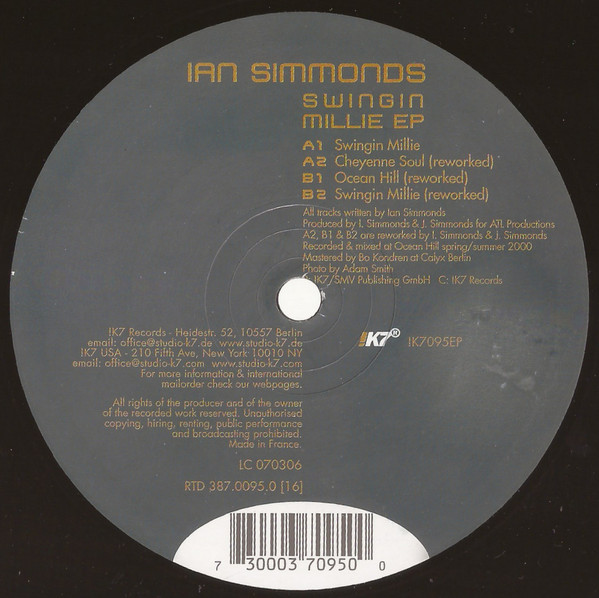 IAN SIMMONDS
SWINGIN
MILLIE EP
A1 Swingin Millie
A2 Cheyenne Soul (reworked)
B1 Ocean Hill (reworked)
B2 Swingin Millie (reworked)
All tracks written by Ian Simmonds
Produced by I. Simmonds & J. Simmonds for ATL Productions
A2, B1 & B2 are reworked by I. Simmonds & J. Simmonds
Recorded & mixed at Ocean Hill spring/summer 2000
Mastered by Bo Kondren at Calyx Berlin
Photo by Adam Smith
!K7/SMV Publishing GmbH C: !K7 Records
!K7 Records - Heidestr. 52, 10557 Berlin
email: office@studio-k7.de www.studio-k7.de
!K7 USA - 210 Fifth Ave, New York 10010 NY
email: office@studio-k7.com www.studio-k7.com
For more information & international
mailorder check our webpages.
!K7® !K7095EP
All rights of the producer and of the owner
of the recorded work reserved. Unauthorised
copying, hiring, renting, public performance
and broadcasting prohibited.
Made in France.
LC 070306
RTD 387.0095.0 [16]
7 30003 70950 0